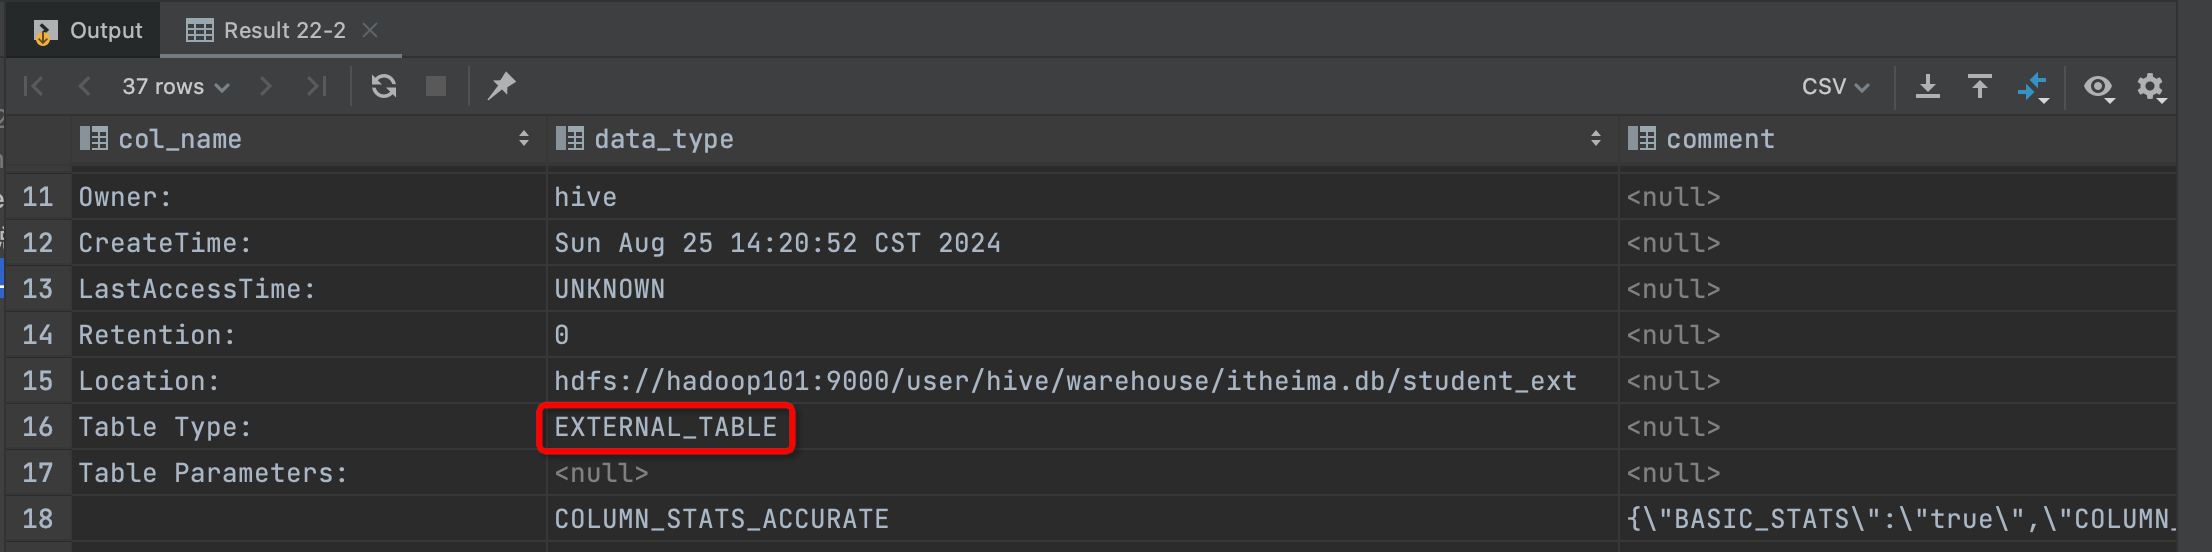 Output Result 22-2
37 rows CSV
col_name data_type comment
11 Owner: hive <null>
12 CreateTime: Sun Aug 25 14:20:52 CST 2024 <null>
13 LastAccessTime: UNKNOWN <null>
14 Retention: 0 <null>
15 Location: hdfs://hadoop101:9000/user/hive/warehouse/itheima.db/student_ext <null>
16 Table Type: EXTERNAL_TABLE <null>
17 Table Parameters: <null> <null>
18 COLUMN_STATS_ACCURATE {\"BASIC_STATS\":\"true\",\"COLUMN_